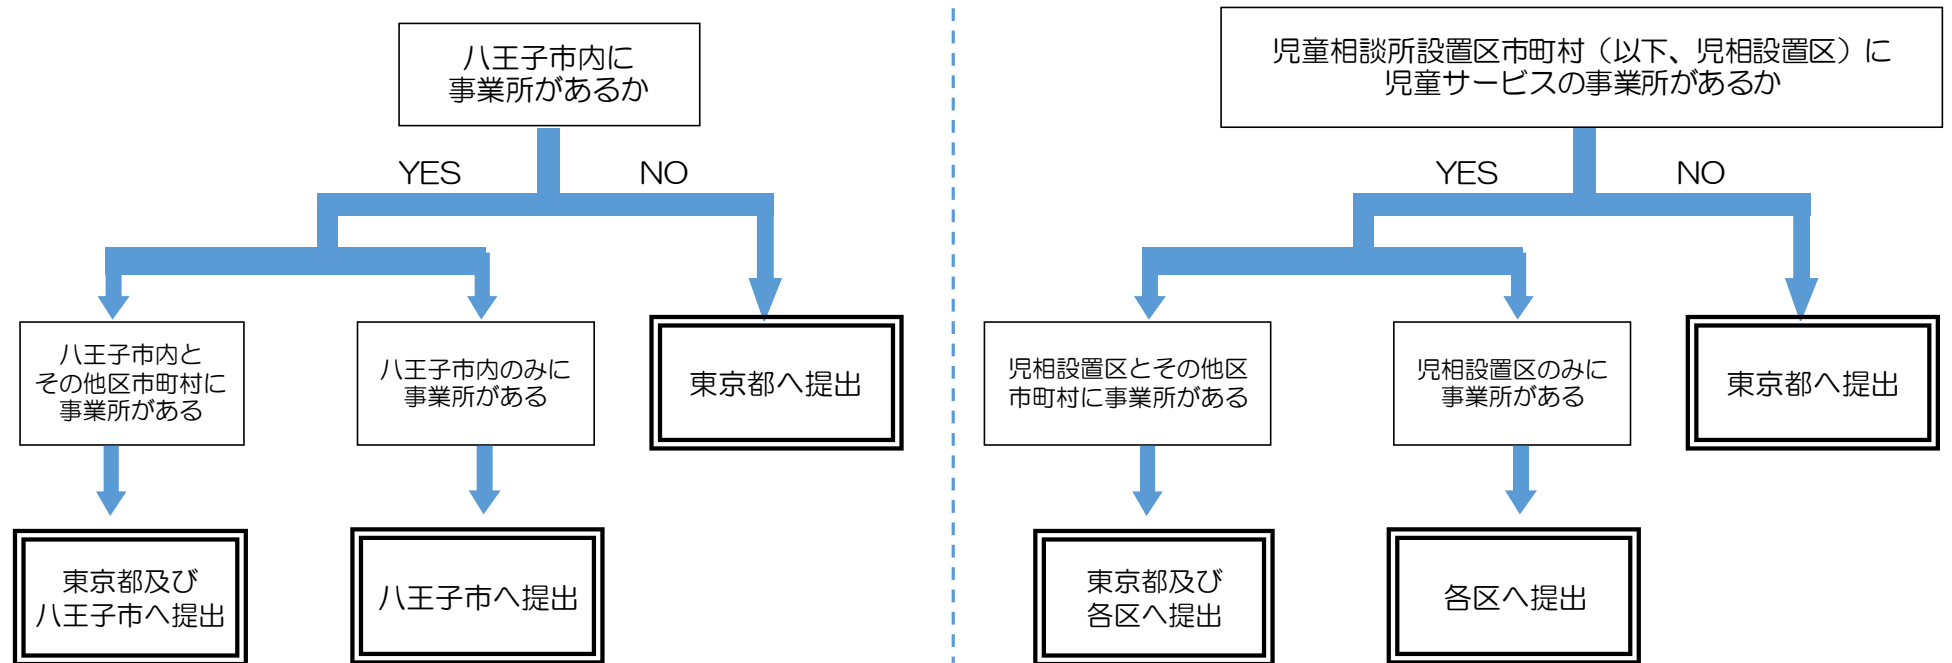 八王子市内に
事業所があるか
YES
NO
八王子市内と
その他区市町村に
事業所がある
八王子市内のみに
事業所がある
東京都へ提出
東京都及び
八王子市へ提出
八王子市へ提出
児童相談所設置区市町村（以下、児相設置区）に
児童サービスの事業所があるか
YES
NO
児相設置区とその他区
市町村に事業所がある
児相設置区のみに
事業所がある
東京都へ提出
東京都及び
各区へ提出
各区へ提出